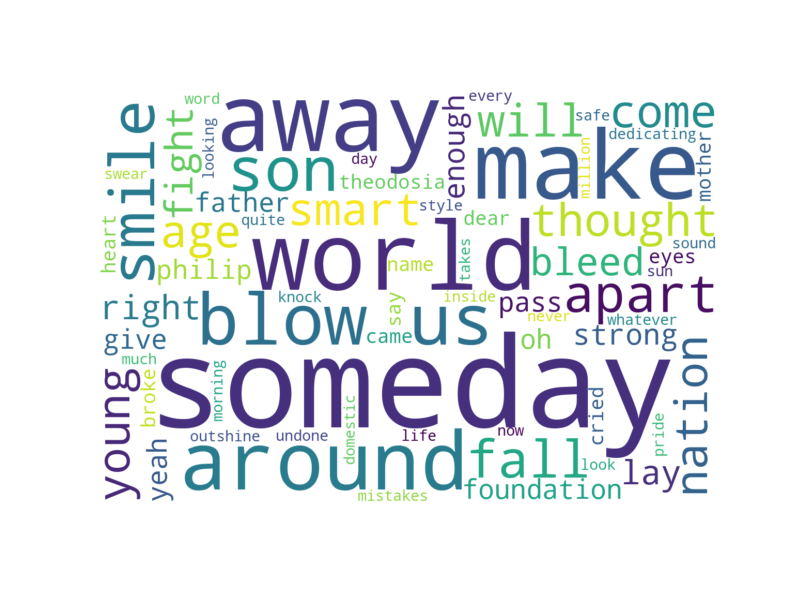 word
every
away
will
safe
come
smile
fight
looking
son
day
enough
make
dedicating
million
mother
swear
theodosia
father
smart
style
dear
thought
quite
age
heart
philip
world
name
takes
bleed
eyes
sound
sun
right
knock
say
inside
pass
apart
blow
us
never
whatever
give
came
oh
strong
much
someday
nation
young
broke
morning
yeah
outshine
undone
domestic
life
now
cried
pride
around
fall
look
lay
mistakes
foundation